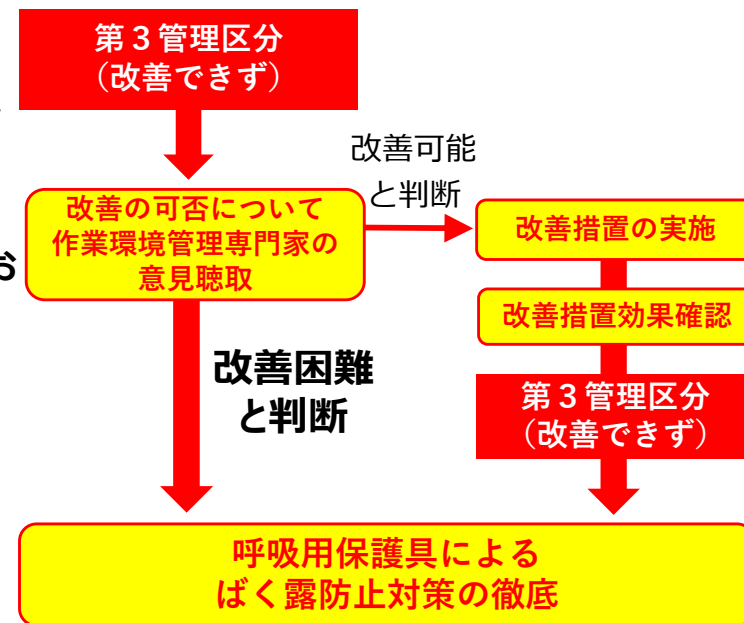 第３管理区分
（改善できず）
改善可能
と判断
改善の可否について
作業環境管理専門家の
意見聴取
お
改善措置の実施
改善措置効果確認
改善困難
と判断
第３管理区分
（改善できず）
呼吸用保護具による
ばく露防止対策の徹底